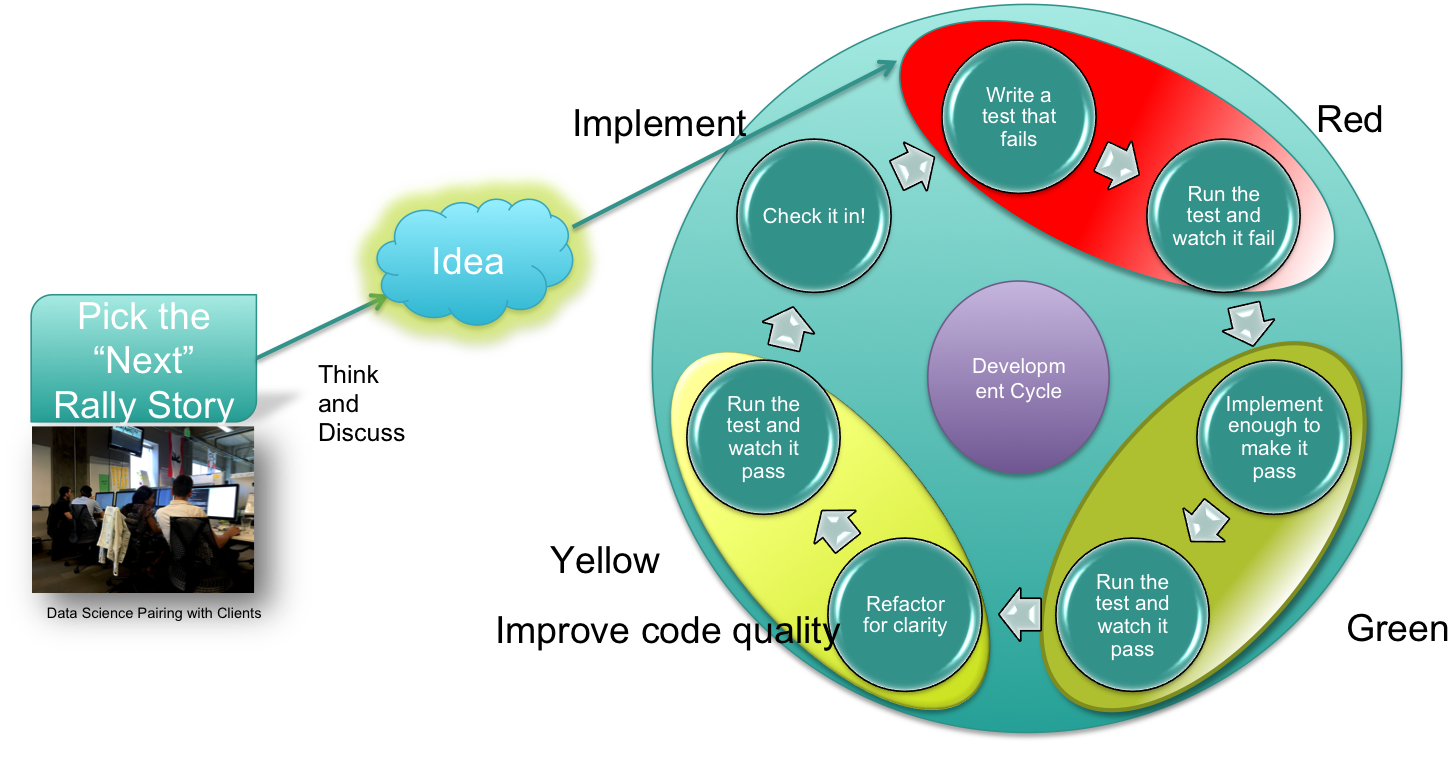 Pick the
“Next”
Rally Story
Data Science Pairing with Clients
Think
and
Discuss
Idea
Implement
Write a
test that
fails
Run the
test and
watch it fail
Red
Implement
enough to
make it
pass
Run the
test and
watch it
pass
Green
Refactor
for clarity
Run the
test and
watch it
pass
Yellow
Improve code quality
Check it in!
Developm
ent Cycle